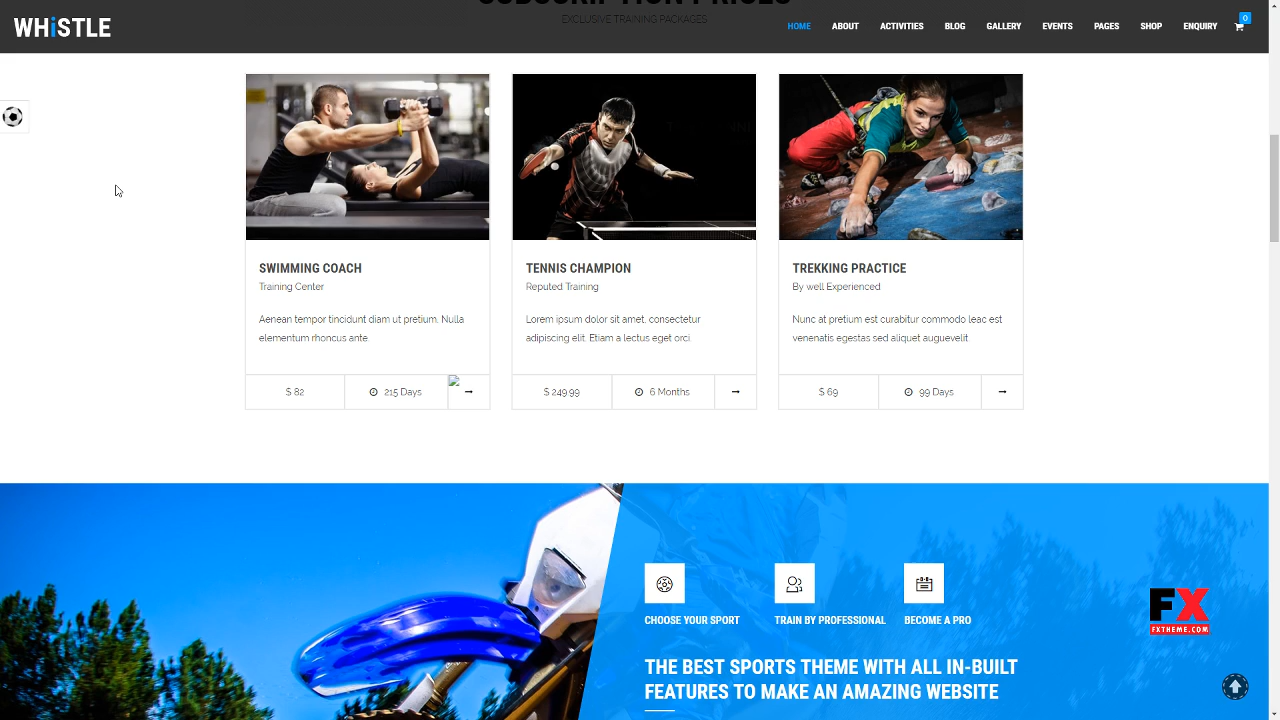 SUBSCRIPTION PRICES
EXCLUSIVE TRAINING PACKAGES
WHiSTLE
HOME ABOUT ACTIVITIES BLOG GALLERY EVENTS PAGES SHOP ENQUIRY 0
SWIMMING COACH
Training Center
Aenean tempor tincidunt diam ut pretium. Nulla
elementum rhoncus ante.
$ 82 215 Days
TENNIS CHAMPION
Reputed Training
Lorem ipsum dolor sit amet, consectetur
adipiscing elit. Etiam a lectus eget orci.
$ 249.99 6 Months
TREKKING PRACTICE
By well Experienced
Nunc at pretium est curabitur commodo leac est
venenatis egestas sed aliquet auguevelit.
$ 69 99 Days
CHOOSE YOUR SPORT
TRAIN BY PROFESSIONAL
BECOME A PRO
THE BEST SPORTS THEME WITH ALL IN-BUILT
FEATURES TO MAKE AN AMAZING WEBSITE
FX
FXTHEME.COM